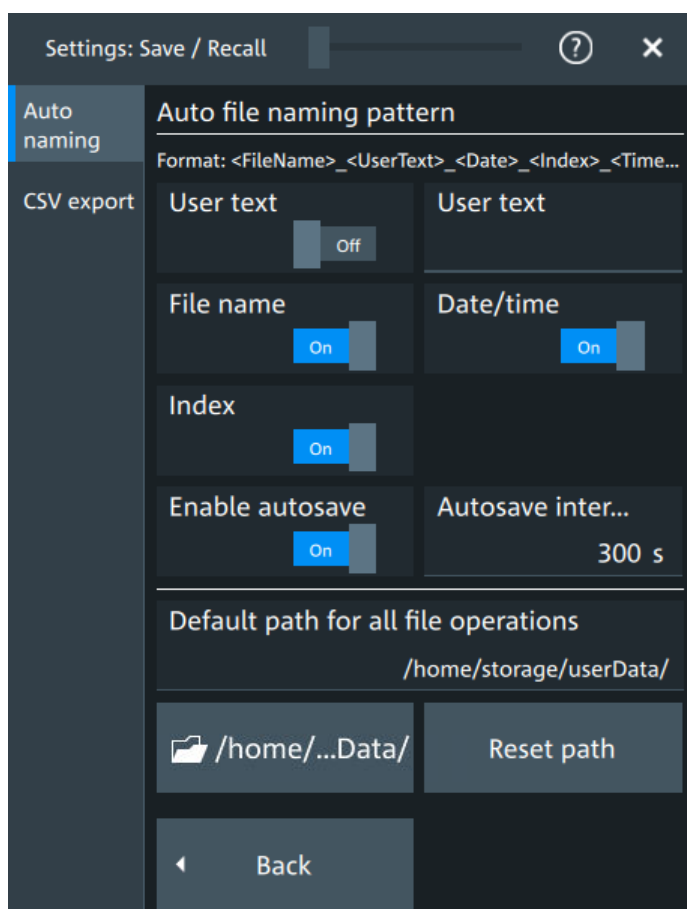 Settings: Save / Recall
?
Auto
naming
CSV export
Auto file naming pattern
Format: <FileName>_<UserText>_<Date>_<Index>_<Time...
User text
Off
User text
File name
On
Date/time
On
Index
On
Enable autosave
On
Autosave inter...
300 s
Default path for all file operations
/home/storage/userData/
/home/...Data/
Reset path
Back